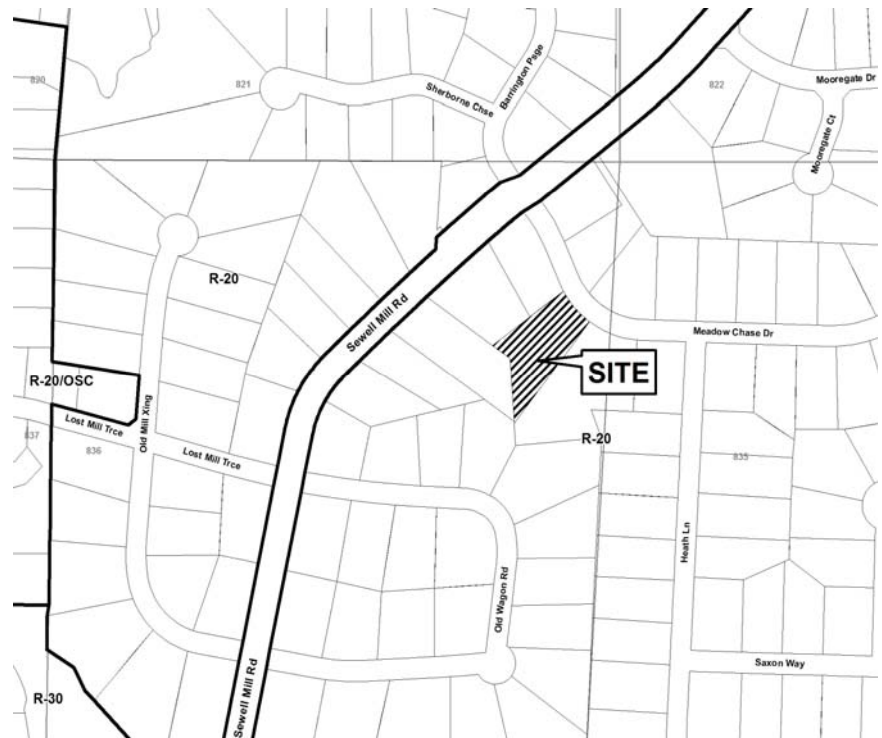 820
821
822
Mooregate Dr
Sherborne Chse
Barrington Psge
Mooregate Ct
R-20
Sewell Mill Rd
Meadow Chase Dr
SITE
R-20/OSC
Old Mill Xing
Lost Mill Trce
837
836
Lost Mill Trce
R-20
835
Heath Ln
Old Wagon Rd
Saxon Way
R-30
Sewell Mill Rd